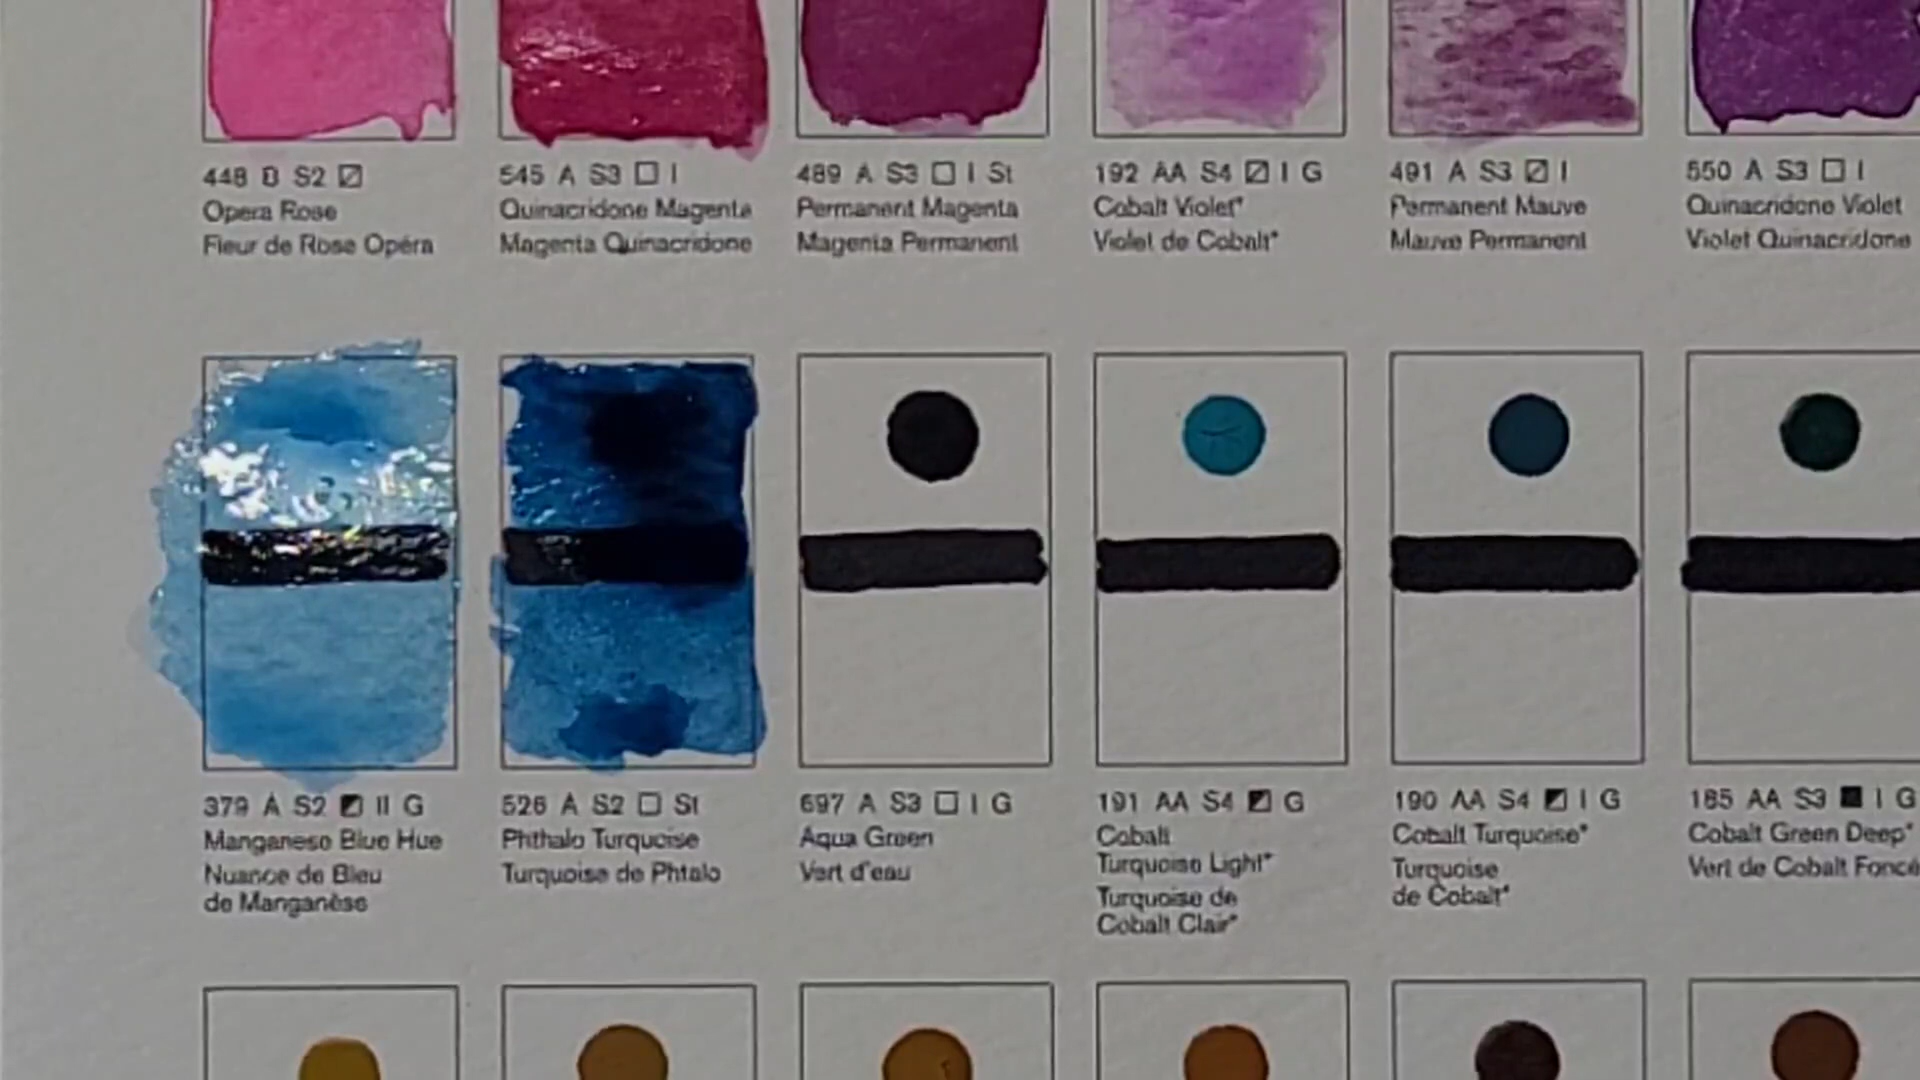 448 B S2
Opera Rose
Fleur de Rose Opéra
545 A S3 I
Quinacridone Magenta
Magenta Quinacridone
489 A S3 I St
Permanent Magenta
Magenta Permanent
192 AA S4 I G
Cobalt Violet*
Violet de Cobalt*
491 A S3 I
Permanent Mauve
Mauve Permanent
550 A S3 I
Quinacridone Violet
Violet Quinacridone
379 A S2 II G
Manganese Blue Hue
Nuance de Bleu
de Manganèse
526 A S2 St
Phthalo Turquoise
Turquoise de Phtalo
697 A S3 I G
Aqua Green
Vert d'eau
191 AA S4 G
Cobalt
Turquoise Light*
Turquoise de
Cobalt Clair*
190 AA S4 I G
Cobalt Turquoise*
Turquoise
de Cobalt*
185 AA S3 I G
Cobalt Green Deep*
Vert de Cobalt Foncé